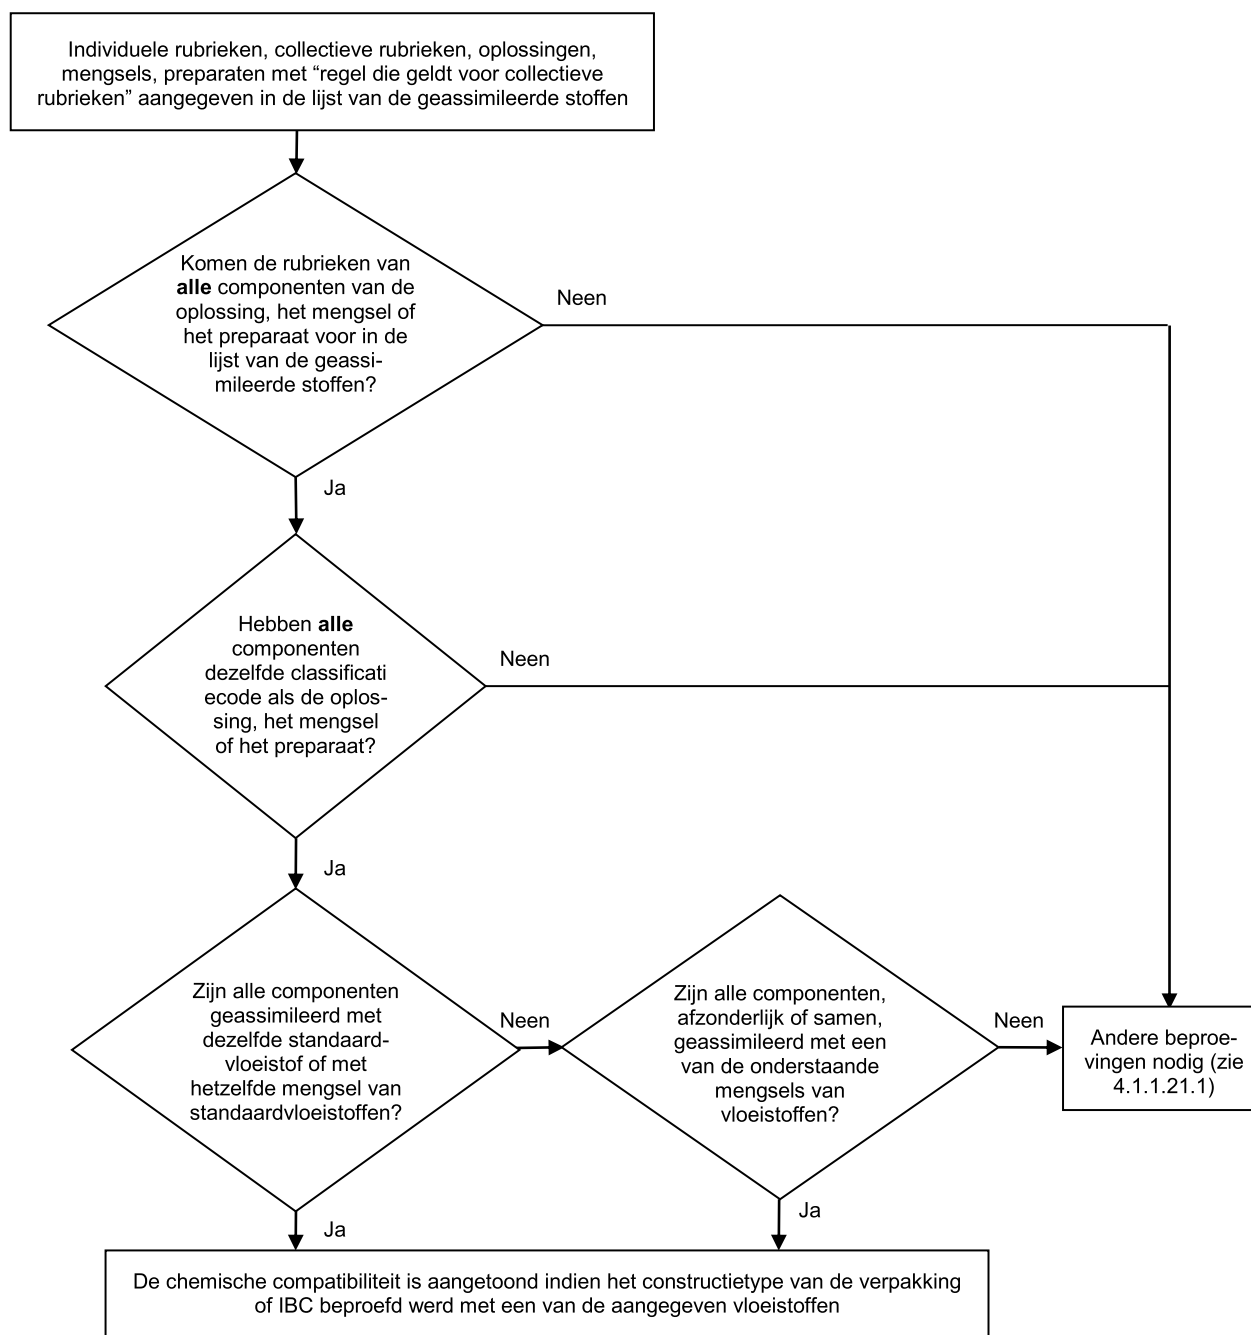 Individuele rubrieken, collectieve rubrieken, oplossingen,
mengsels, preparaten met “regel die geldt voor collectieve
rubrieken” aangegeven in de lijst van de geassimileerde stoffen
Komen de rubrieken van
alle componenten van de
oplossing, het mengsel of
het preparaat voor in de
lijst van de geassi-
mileerde stoffen?
Neen
Ja
Hebben alle
componenten
dezelfde classificati
ecode als de oplos-
sing, het mengsel
of het preparaat?
Neen
Ja
Zijn alle componenten
geassimileerd met
dezelfde standaard-
vloeistof of met
hetzelfde mengsel van
standaardvloeistoffen?
Neen
Zijn alle componenten,
afzonderlijk of samen,
geassimileerd met een
van de onderstaande
mengsels van
vloeistoffen?
Neen
Andere beproe-
vingen nodig (zie
4.1.1.21.1)
Ja
Ja
De chemische compatibiliteit is aangetoond indien het constructietype van de verpakking
of IBC beproefd werd met een van de aangegeven vloeistoffen